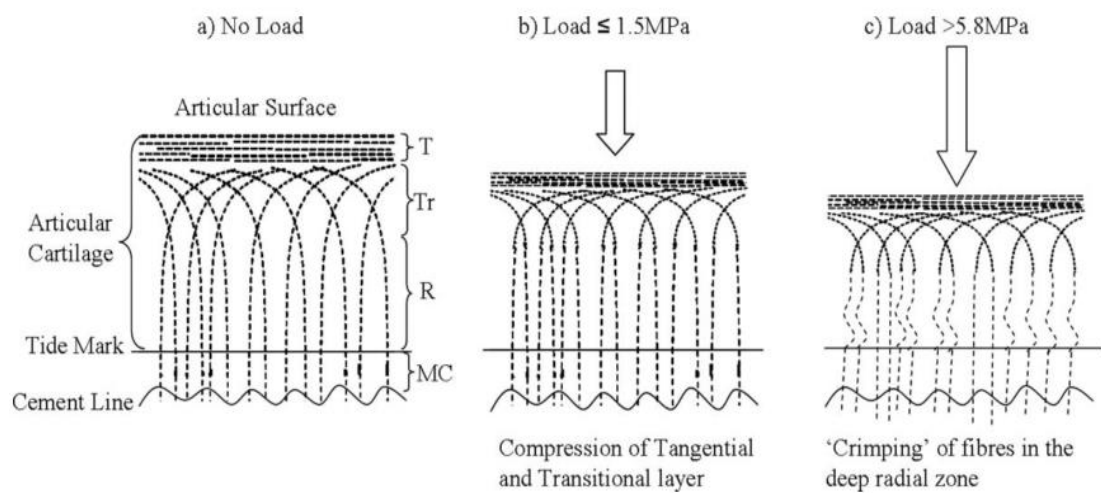 a) No Load
b) Load ≤ 1.5MPa
c) Load >5.8MPa
Articular Surface
T
Tr
Articular
Cartilage
R
Tide Mark
MC
Cement Line
Compression of Tangential
and Transitional layer
‘Crimping’ of fibres in the
deep radial zone